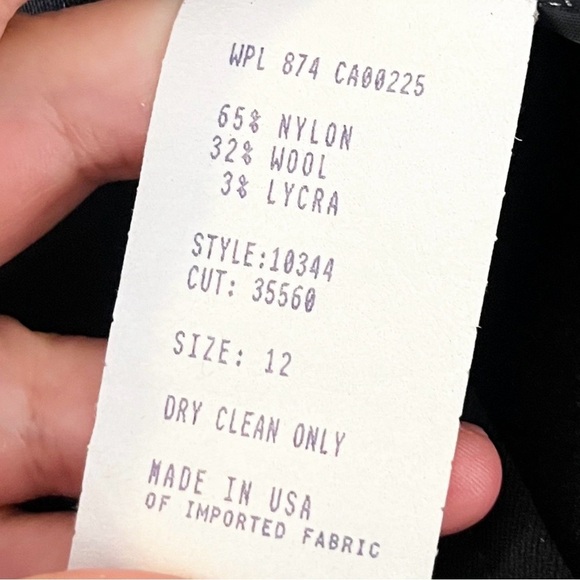 WPL 874 CA00225
65% NYLON
32% WOOL
3% LYCRA
STYLE:10344
CUT: 35560
SIZE: 12
DRY CLEAN ONLY
MADE IN USA
OF IMPORTED FABRIC